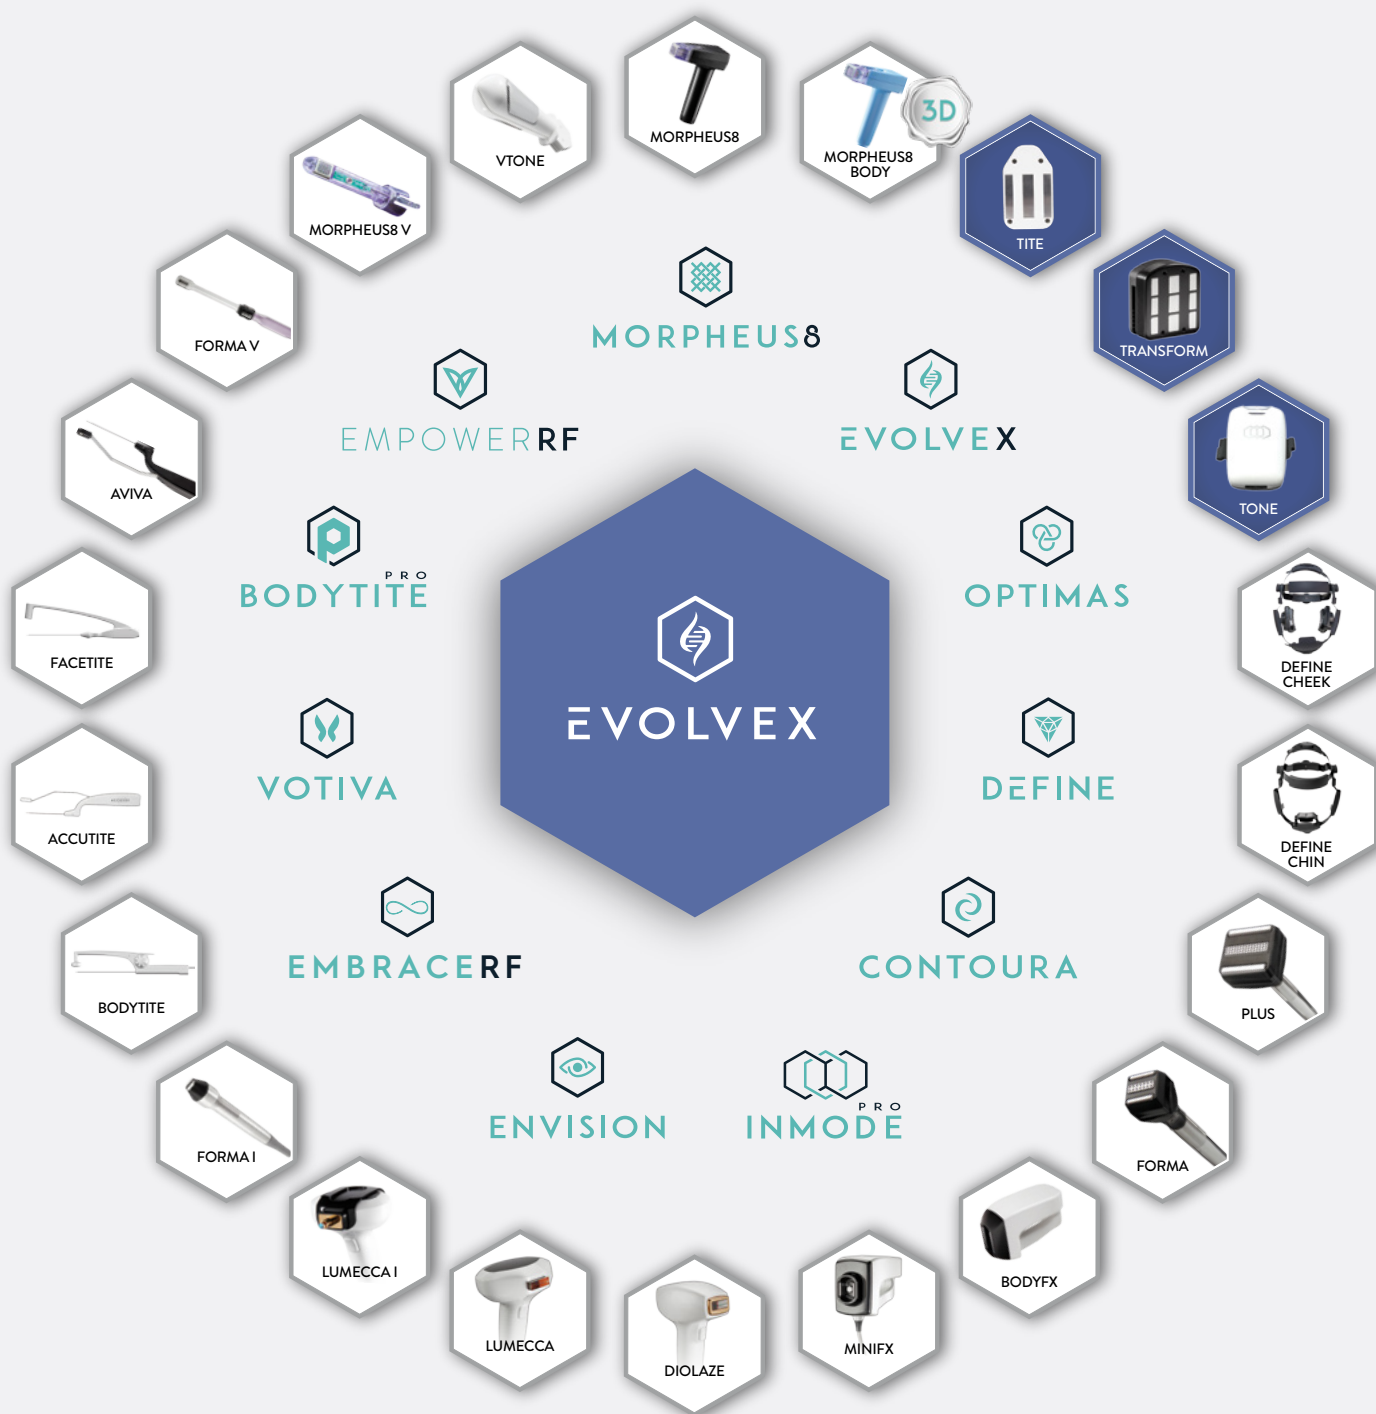 MORPHEUS8
MORPHEUS8
BODY
3D
TITE
TRANSFORM
TONE
DEFINE
CHEEK
DEFINE
CHIN
PLUS
FORMA
BODYFX
MINIFX
DIOLAZE
LUMECCA
LUMECCA I
FORMA I
BODYTITE
ACCUTITE
FACETITE
AVIVA
FORMA V
MORPHEUS8 V
VTONE
MORPHEUS8
EVOLVEX
OPTIMAS
DEFINE
CONTOURA
PRO
INMODE
ENVISION
EMBRACERF
VOTIVA
PRO
BODYTITE
EMPOWERRF
EVOLVEX